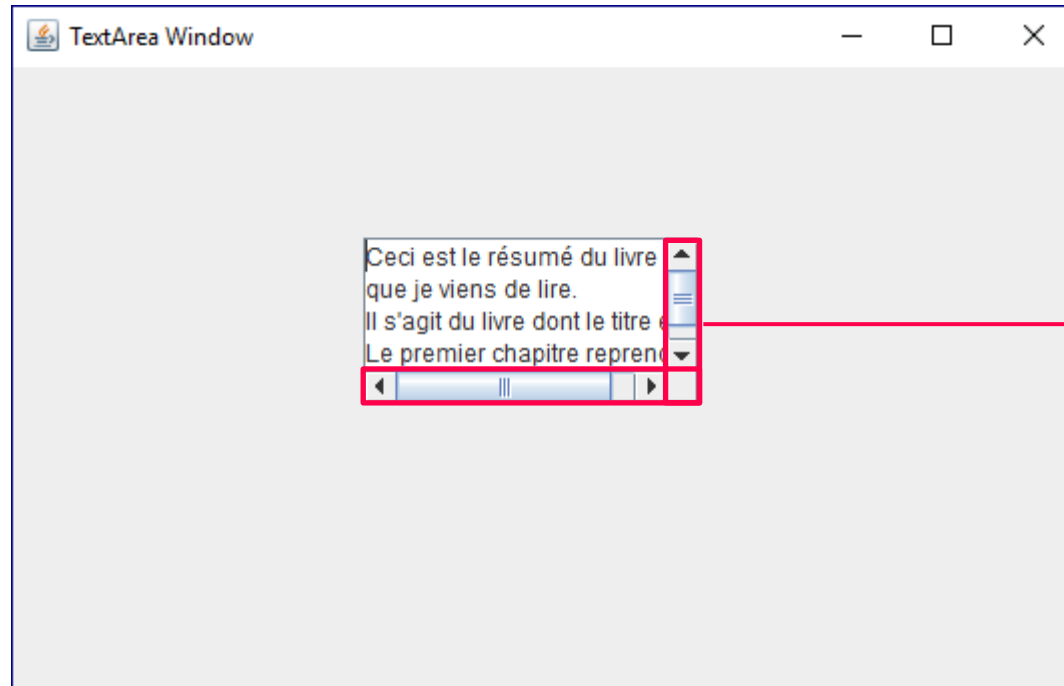 TextArea Window
Ceci est le résumé du livre
que je viens de lire.
Il s'agit du livre dont le titre
Le premier chapitre